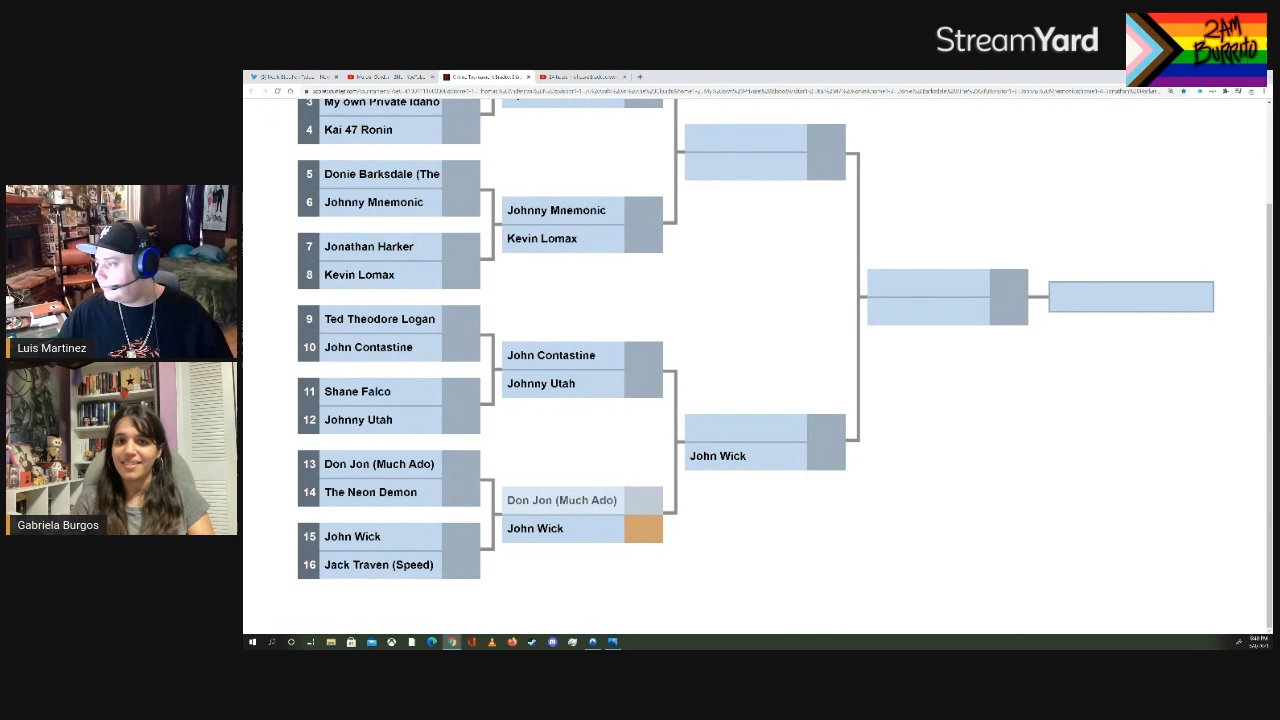 StreamYard
2AM
BURRITO
3 My own Private Idaho
4 Kai 47 Ronin
5 Donie Barksdale (The
6 Johnny Mnemonic
7 Jonathan Harker
8 Kevin Lomax
9 Ted Theodore Logan
10 John Contastine
11 Shane Falco
12 Johnny Utah
13 Don Jon (Much Ado)
14 The Neon Demon
15 John Wick
16 Jack Traven (Speed)
Johnny Mnemonic
Kevin Lomax
John Contastine
Johnny Utah
Don Jon (Much Ado)
John Wick
John Wick
Luis Martinez
Gabriela Burgos